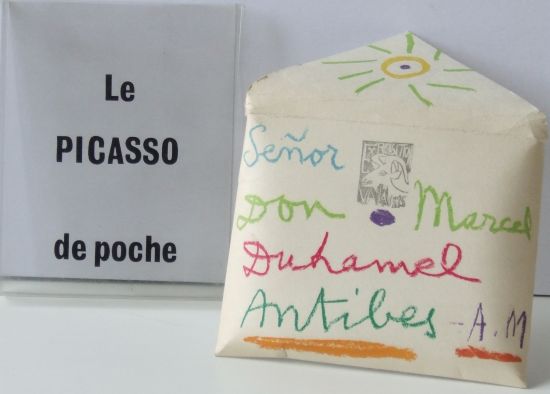 Le
PICASSO
de poche
Señor
Don Marcel
Duhamel
Antibes - A.M